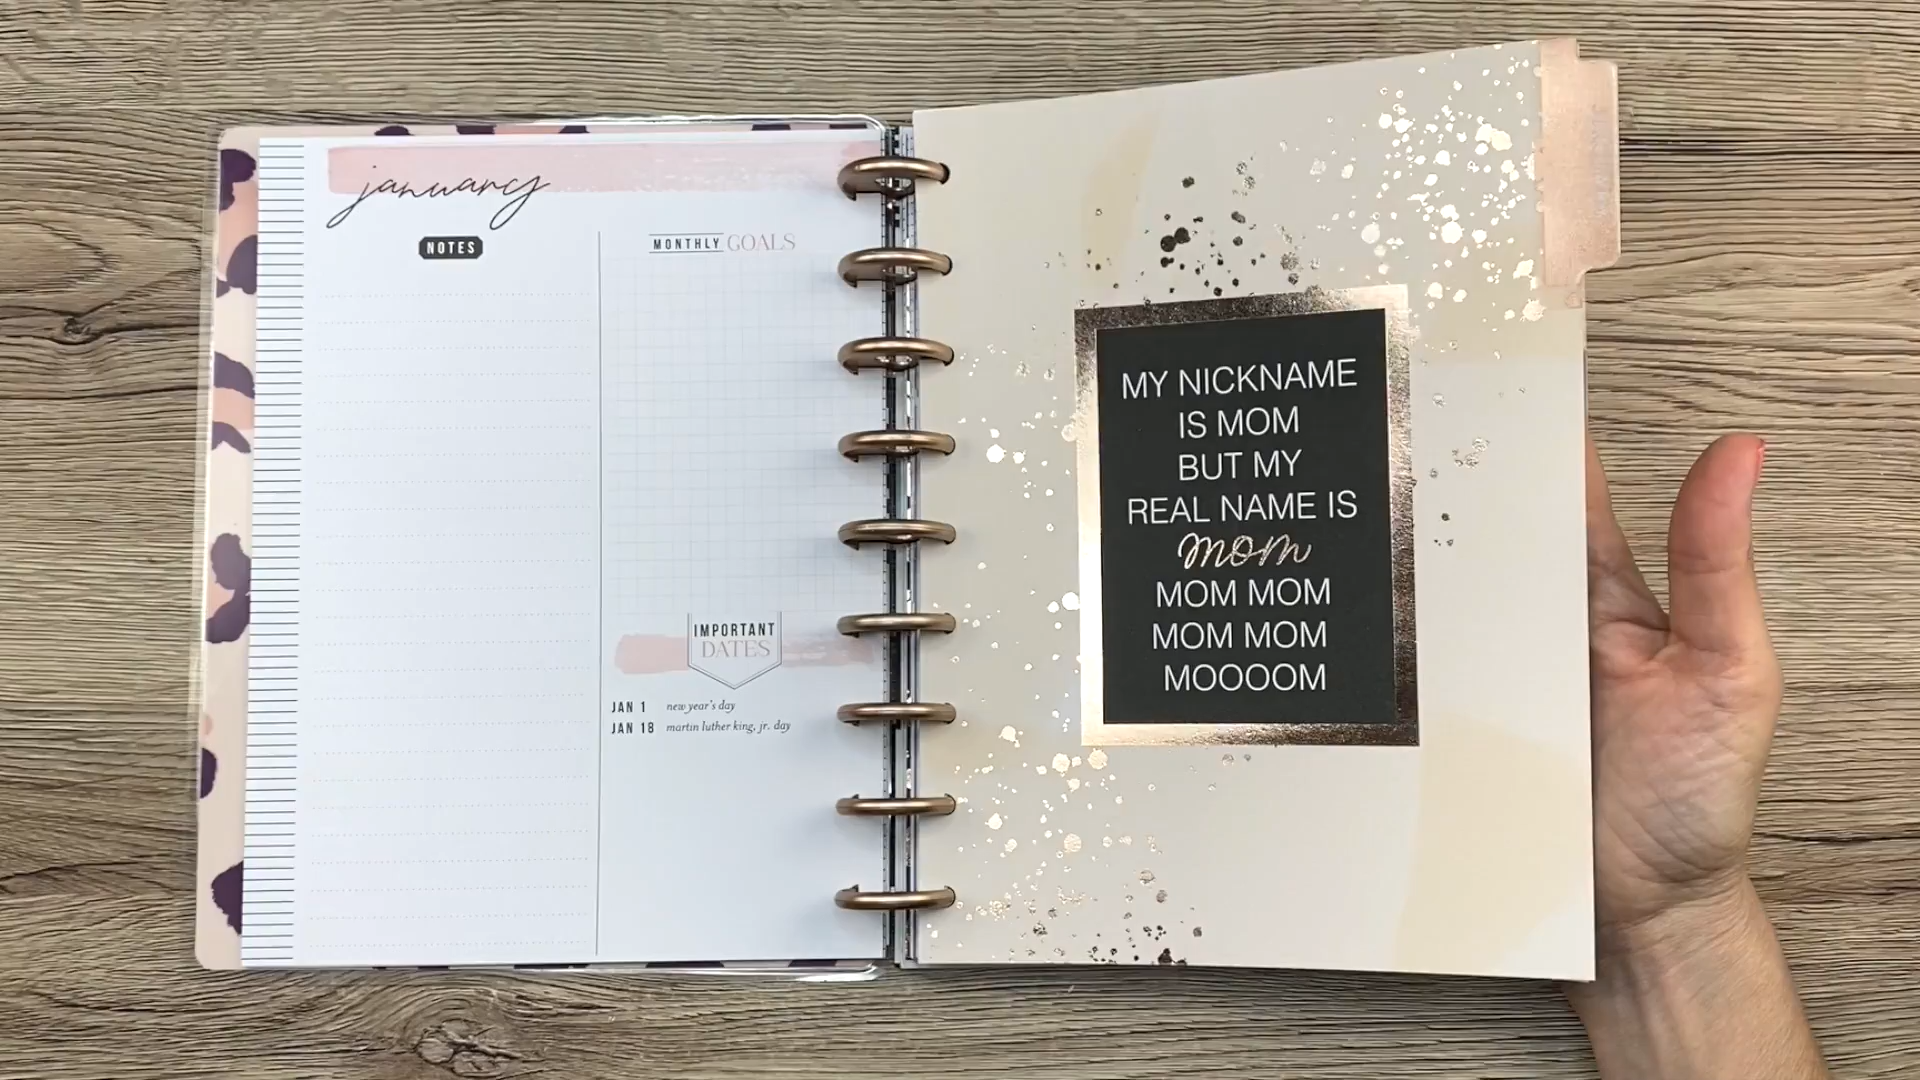 january
NOTES
MONTHLY GOALS
IMPORTANT
DATES
JAN 1 new year's day
JAN 18 martin luther king, jr. day
MY NICKNAME
IS MOM
BUT MY
REAL NAME IS
mom
MOM MOM
MOM MOM
MOOOOM